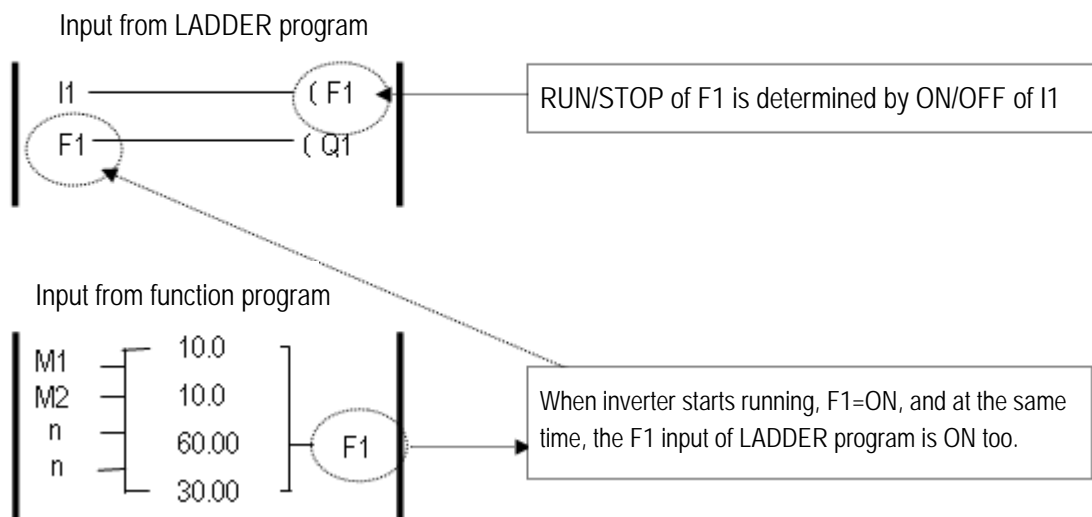 Input from LADDER program
I1 ( F1
RUN/STOP of F1 is determined by ON/OFF of I1
F1 ( Q1
Input from function program
M1 10.0
M2 10.0
n 60.00
F1
n 30.00
When inverter starts running, F1=ON, and at the same
time, the F1 input of LADDER program is ON too.